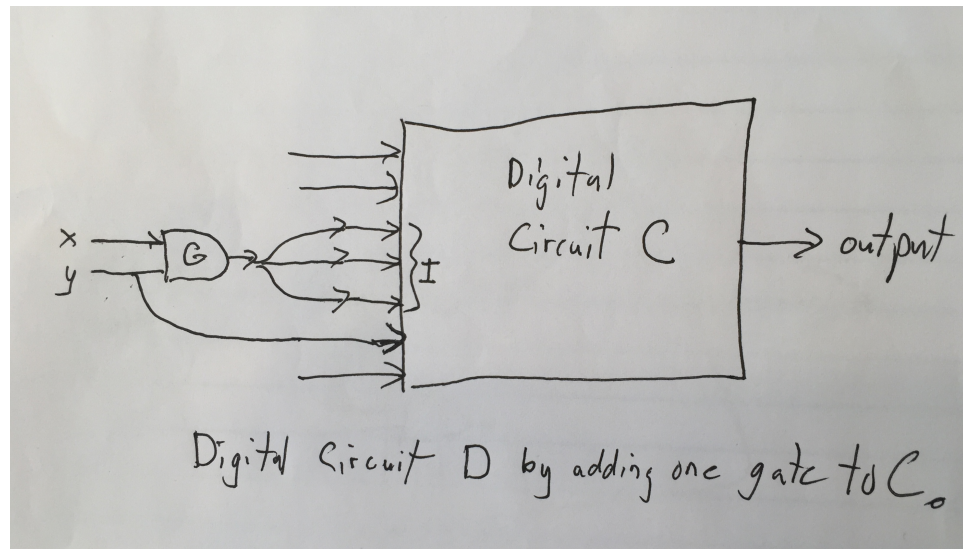 Digital
Circuit C
x
G
y
I
output
Digital Circuit D by adding one gate to C.